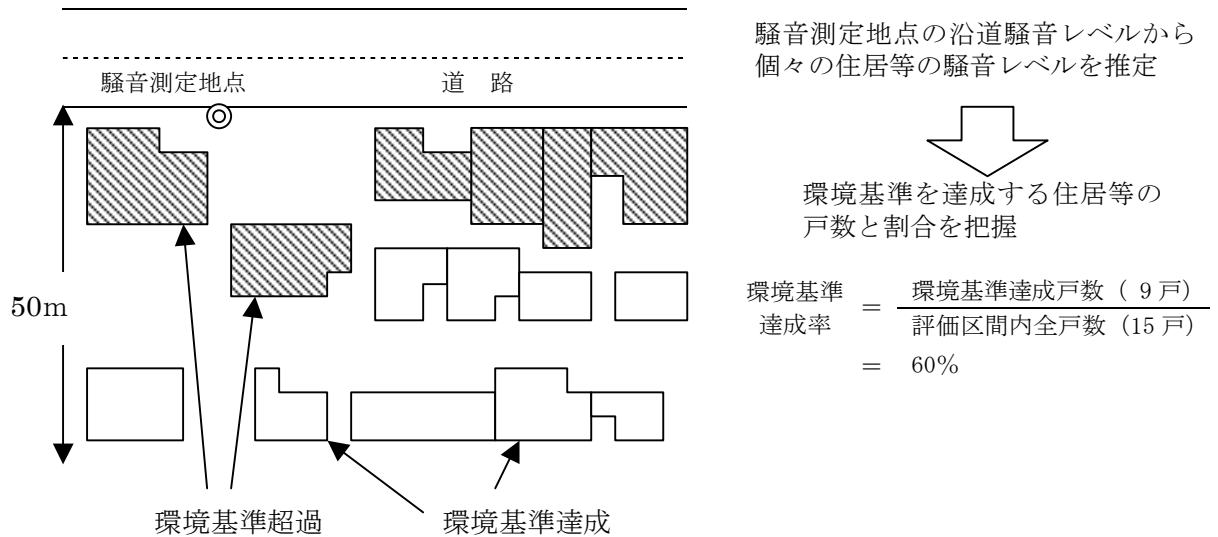 騒音測定地点
道　路
50m
環境基準超過
環境基準達成
騒音測定地点の沿道騒音レベルから
個々の住居等の騒音レベルを推定
環境基準を達成する住居等の
戸数と割合を把握
環境基準
達成率
=
環境基準達成戸数（ 9 戸）
評価区間内全戸数（15 戸）
= 60%